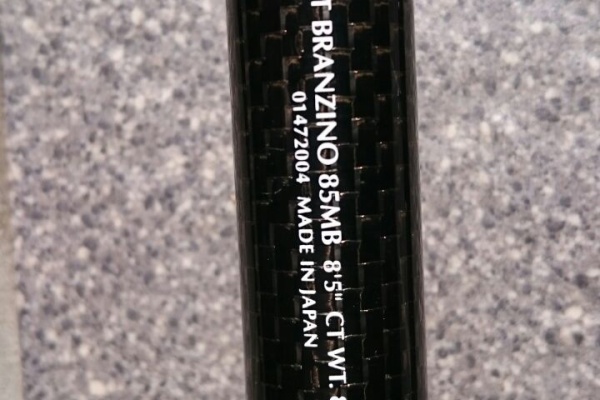 T BRANZINO 85MB 8'5" CT WT.
01472004 MADE IN JAPAN